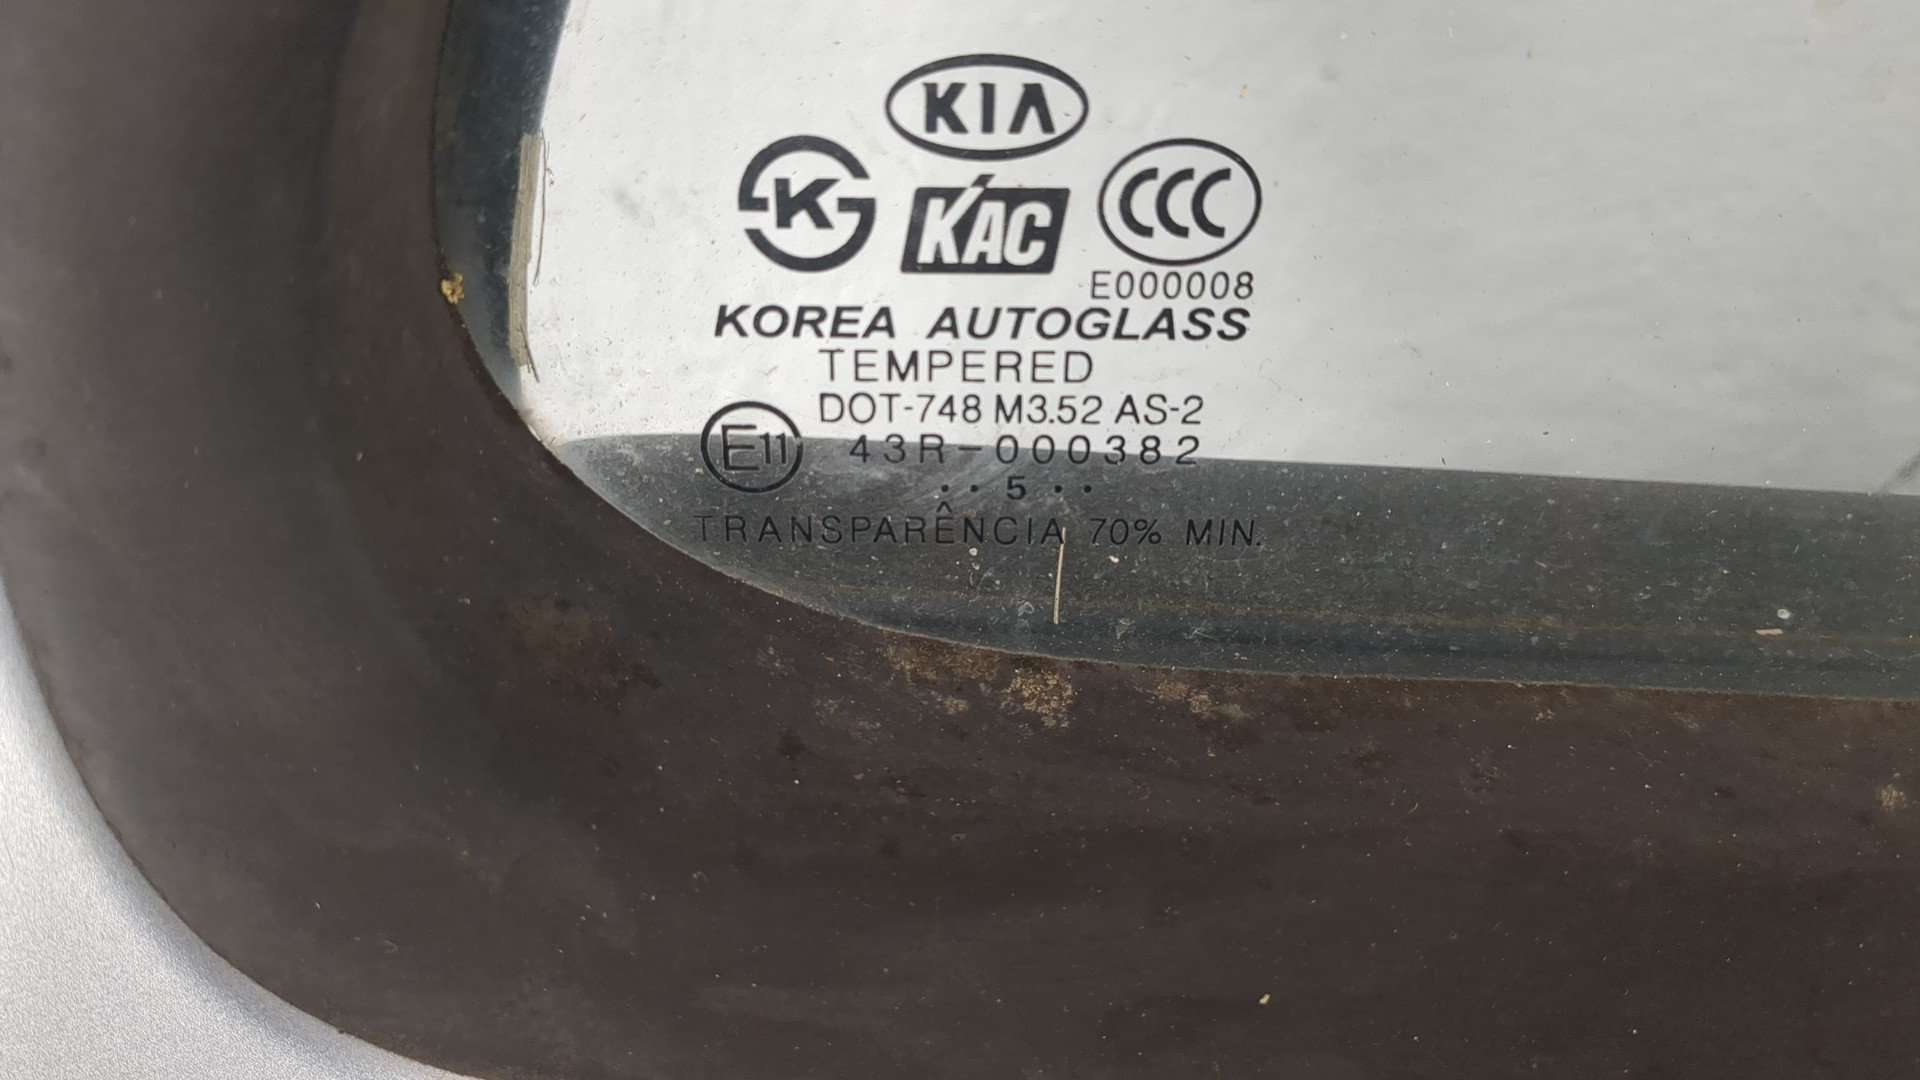 KIA
K
KAC
CCC
E000008
KOREA AUTOGLASS
TEMPERED
DOT-748 M3.52 AS-2
E11 43R-000382
. . 5 . .
TRANSPARÊNCIA 70% MIN.